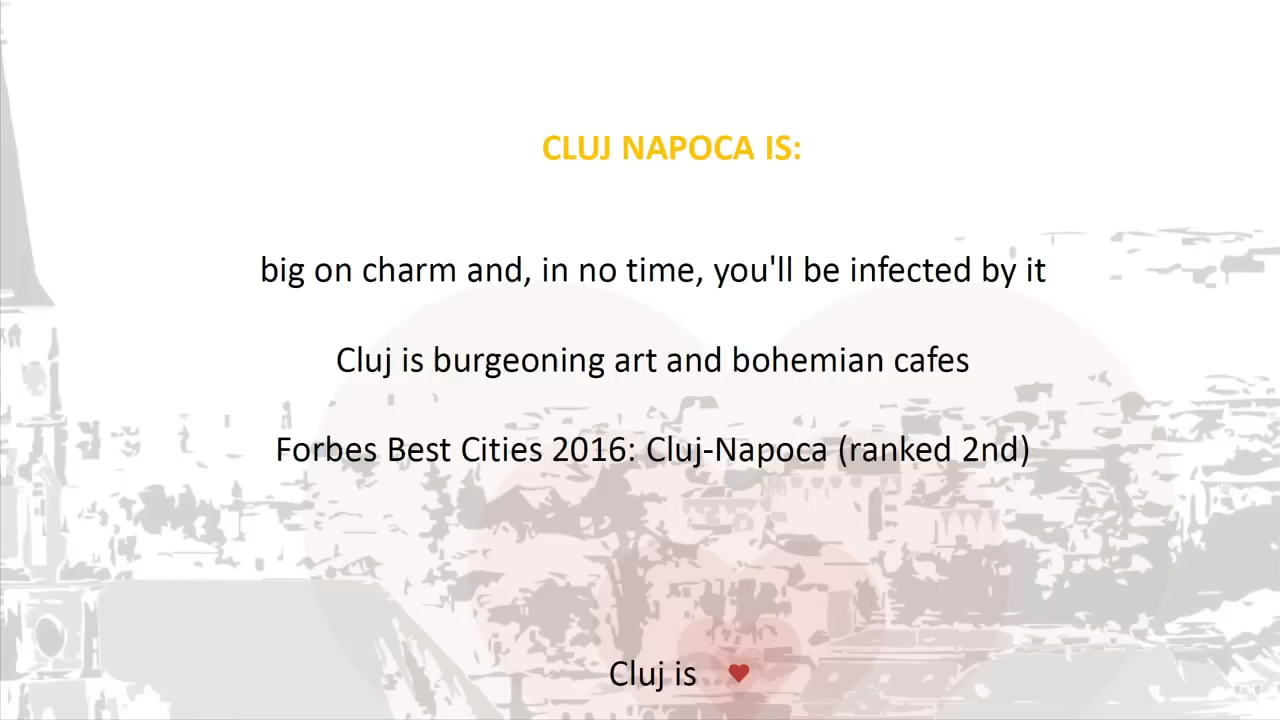 CLUJ NAPOCA IS:
big on charm and, in no time, you'll be infected by it
Cluj is burgeoning art and bohemian cafes
Forbes Best Cities 2016: Cluj-Napoca (ranked 2nd)
Cluj is ♥